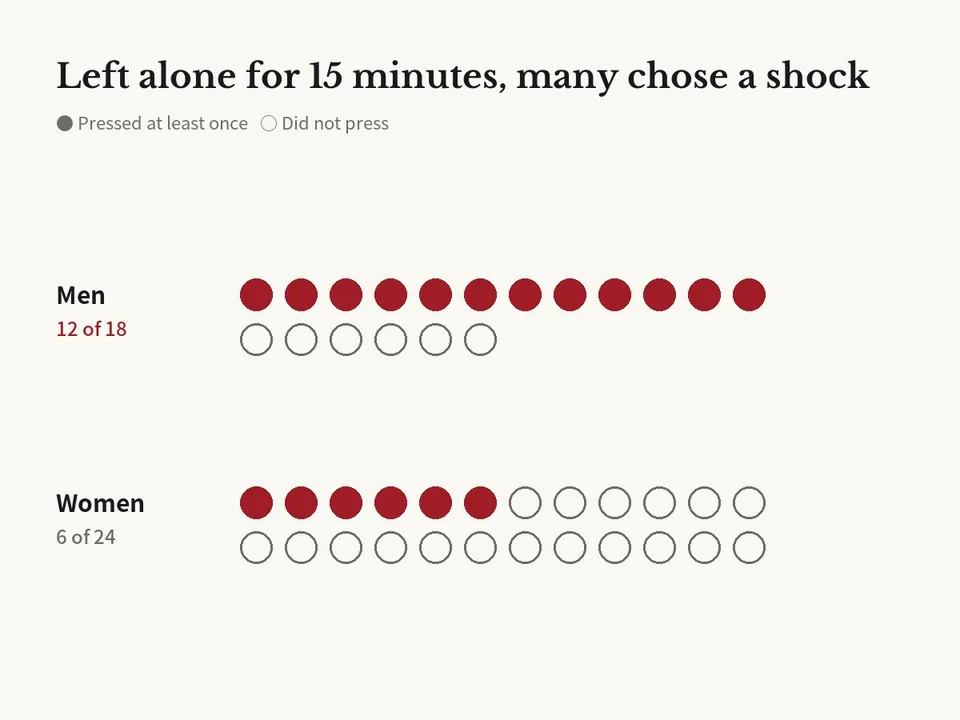 Left alone for 15 minutes, many chose a shock
Pressed at least once Did not press
Men
12 of 18
Women
6 of 24